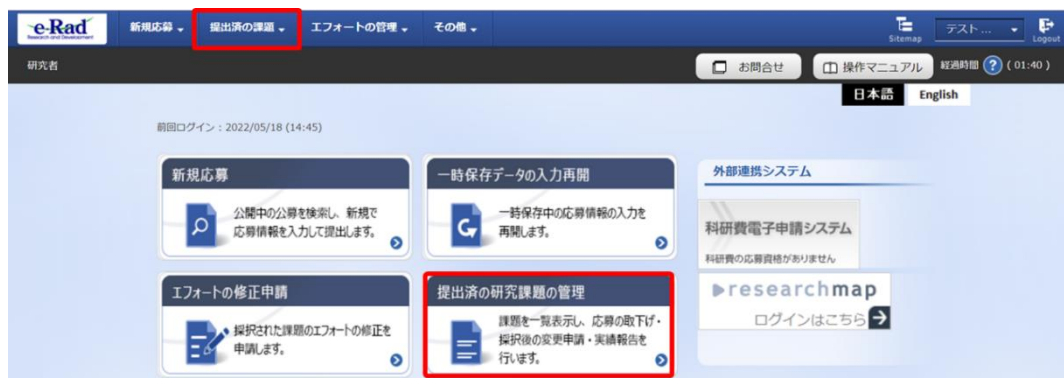 e-Rad
Research and Development
新規応募
提出済の課題
エフォートの管理
その他
Sitemap
テスト ...
Logout
研究者
お問合せ
操作マニュアル
経過時間 ? ( 01:40 )
日本語
English
前回ログイン : 2022/05/18 (14:45)
新規応募
公開中の公募を検索し、新規で
応募情報を入力して提出します。
一時保存データの入力再開
一時保存中の応募情報の入力を
再開します。
外部連携システム
科研費電子申請システム
科研費の応募資格がありません
エフォートの修正申請
採択された課題のエフォートの修正を
申請します。
提出済の研究課題の管理
課題を一覧表示し、応募の取下げ・
採択後の変更申請・実績報告を
行います。
researchmap
ログインはこちら